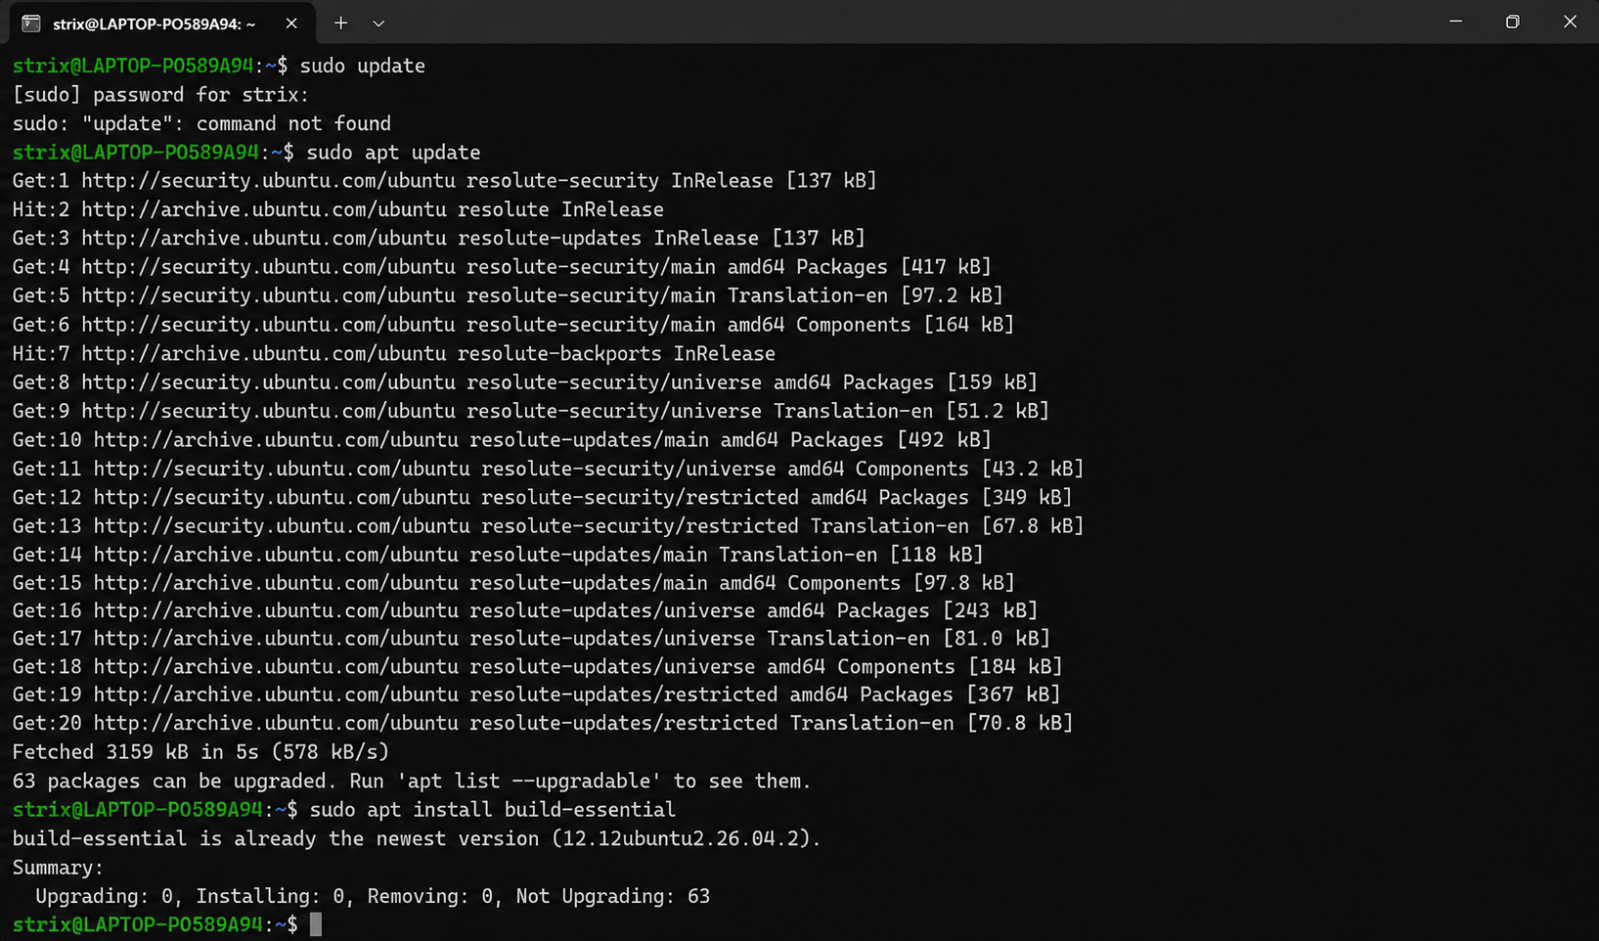 strix@LAPTOP-PO589A94: ~
strix@LAPTOP-PO589A94:~$ sudo update
[sudo] password for strix:
sudo: "update": command not found
strix@LAPTOP-PO589A94:~$ sudo apt update
Get:1 http://security.ubuntu.com/ubuntu resolute-security InRelease [137 kB]
Hit:2 http://archive.ubuntu.com/ubuntu resolute InRelease
Get:3 http://archive.ubuntu.com/ubuntu resolute-updates InRelease [137 kB]
Get:4 http://security.ubuntu.com/ubuntu resolute-security/main amd64 Packages [417 kB]
Get:5 http://security.ubuntu.com/ubuntu resolute-security/main Translation-en [97.2 kB]
Get:6 http://security.ubuntu.com/ubuntu resolute-security/main amd64 Components [164 kB]
Hit:7 http://archive.ubuntu.com/ubuntu resolute-backports InRelease
Get:8 http://security.ubuntu.com/ubuntu resolute-security/universe amd64 Packages [159 kB]
Get:9 http://security.ubuntu.com/ubuntu resolute-security/universe Translation-en [51.2 kB]
Get:10 http://archive.ubuntu.com/ubuntu resolute-updates/main amd64 Packages [492 kB]
Get:11 http://security.ubuntu.com/ubuntu resolute-security/universe amd64 Components [43.2 kB]
Get:12 http://security.ubuntu.com/ubuntu resolute-security/restricted amd64 Packages [349 kB]
Get:13 http://security.ubuntu.com/ubuntu resolute-security/restricted Translation-en [67.8 kB]
Get:14 http://archive.ubuntu.com/ubuntu resolute-updates/main Translation-en [118 kB]
Get:15 http://archive.ubuntu.com/ubuntu resolute-updates/main amd64 Components [97.8 kB]
Get:16 http://archive.ubuntu.com/ubuntu resolute-updates/universe amd64 Packages [243 kB]
Get:17 http://archive.ubuntu.com/ubuntu resolute-updates/universe Translation-en [81.0 kB]
Get:18 http://archive.ubuntu.com/ubuntu resolute-updates/universe amd64 Components [184 kB]
Get:19 http://archive.ubuntu.com/ubuntu resolute-updates/restricted amd64 Packages [367 kB]
Get:20 http://archive.ubuntu.com/ubuntu resolute-updates/restricted Translation-en [70.8 kB]
Fetched 3159 kB in 5s (578 kB/s)
63 packages can be upgraded. Run 'apt list --upgradable' to see them.
strix@LAPTOP-PO589A94:~$ sudo apt install build-essential
build-essential is already the newest version (12.12ubuntu2.26.04.2).
Summary:
  Upgrading: 0, Installing: 0, Removing: 0, Not Upgrading: 63
strix@LAPTOP-PO589A94:~$